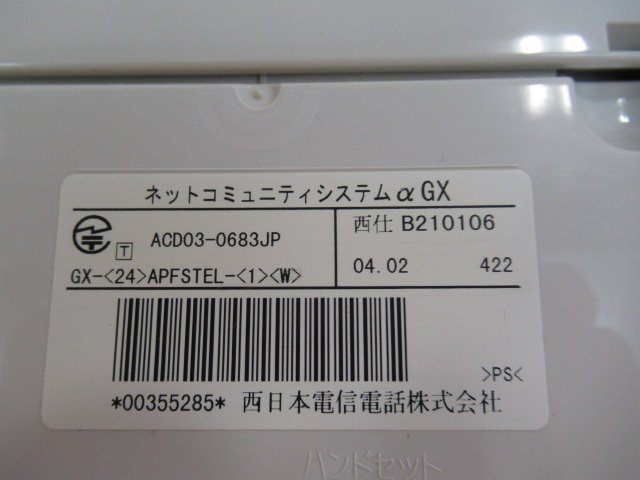 ネットコミュニティシステムαGX
T ACD03-0683JP
GX-<24>APFSTEL-<1><W>
西仕 B210106
04.02 422
>PS<
*00355285* 西日本電信電話株式会社
ハンドセット